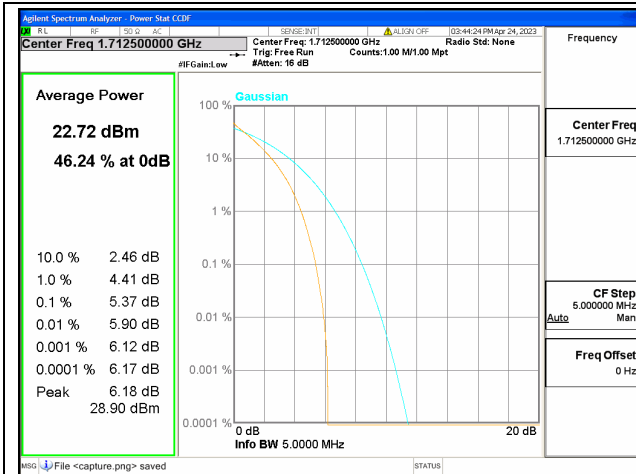 Agilent Spectrum Analyzer - Power Stat CCDF
RL RF 50 Ω AC SENSE:INT ALIGN OFF 03:44:24 PM Apr 24, 2023
Center Freq 1.712500000 GHz
Center Freq: 1.712500000 GHz Radio Std: None
Trig: Free Run Counts:1.00 M/1.00 Mpt
#IFGain:Low #Atten: 16 dB
Frequency
Average Power
22.72 dBm
46.24 % at 0dB
10.0 % 2.46 dB
1.0 % 4.41 dB
0.1 % 5.37 dB
0.01 % 5.90 dB
0.001 % 6.12 dB
0.0001 % 6.17 dB
Peak 6.18 dB
28.90 dBm
Gaussian
100 %
10 %
1 %
0.1 %
0.01 %
0.001 %
0.0001 %
0 dB 20 dB
Info BW 5.0000 MHz
Center Freq
1.712500000 GHz
CF Step
5.000000 MHz
Auto Man
Freq Offset
0 Hz
MSG File <capture.png> saved STATUS